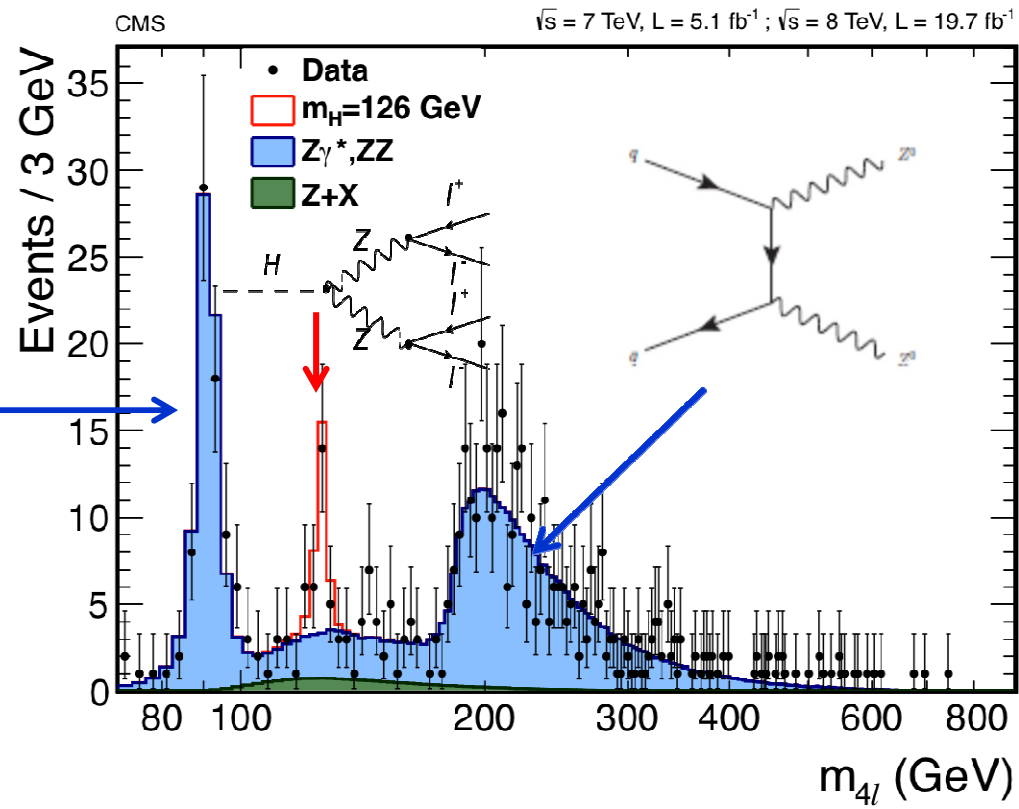 CMS
√s = 7 TeV, L = 5.1 fb⁻¹ ; √s = 8 TeV, L = 19.7 fb⁻¹
Events / 3 GeV
35
30
25
20
15
10
5
0
Data
m_H=126 GeV
Zγ*,ZZ
Z+X
H
Z
Z
l⁺
l⁻
l⁺
l⁻
q
q
Z⁰
Z⁰
80 100 200 300 400 600 800
m_4l (GeV)